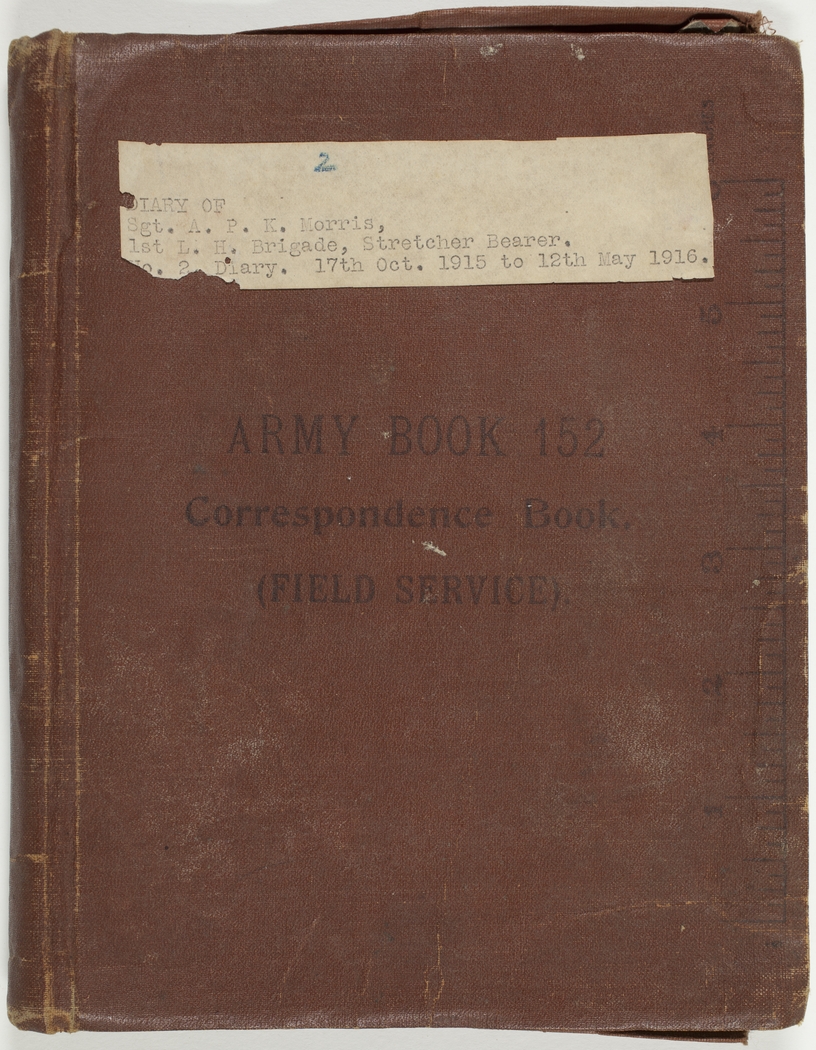 2
DIARY OF
Sgt. A. P. K. Morris,
1st L. H. Brigade, Stretcher Bearer.
No. 2. Diary. 17th Oct. 1915 to 12th May 1916.
ARMY BOOK 152
Correspondence Book.
(FIELD SERVICE).
6
5
4
3
2
1